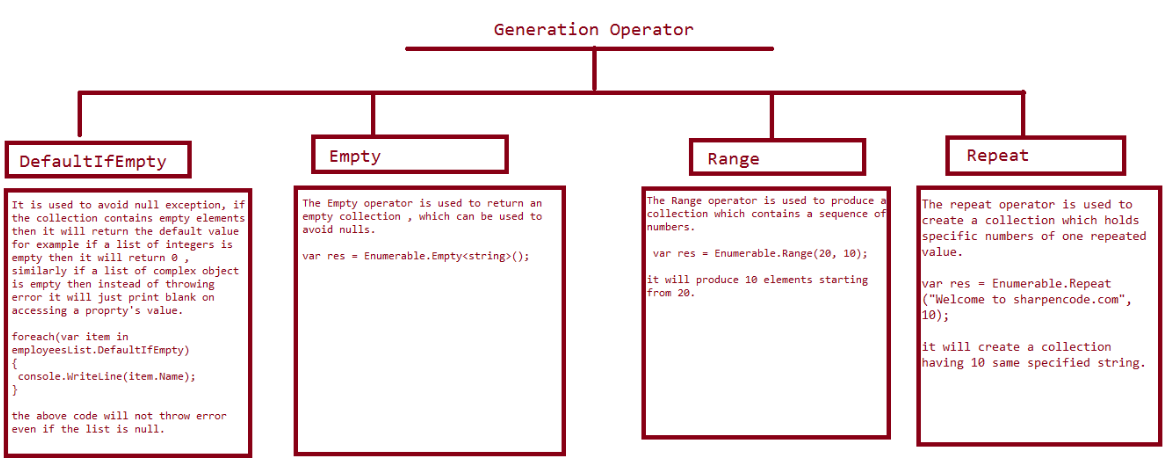 Generation Operator
DefaultIfEmpty
It is used to avoid null exception, if
the collection contains empty elements
then it will return the default value
for example if a list of integers is
empty then it will return 0 ,
similarly if a list of complex object
is empty then instead of throwing
error it will just print blank on
accessing a proprty's value.
foreach(var item in
employeesList.DefaultIfEmpty)
{
console.WriteLine(item.Name);
}
the above code will not throw error
even if the list is null.
Empty
The Empty operator is used to return an
empty collection , which can be used to
avoid nulls.
var res = Enumerable.Empty<string>();
Range
The Range operator is used to produce a
collection which contains a sequence of
numbers.
var res = Enumerable.Range(20, 10);
it will produce 10 elements starting
from 20.
Repeat
The repeat operator is used to
create a collection which holds
specific numbers of one repeated
value.
var res = Enumerable.Repeat
("Welcome to sharpencode.com",
10);
it will create a collection
having 10 same specified string.